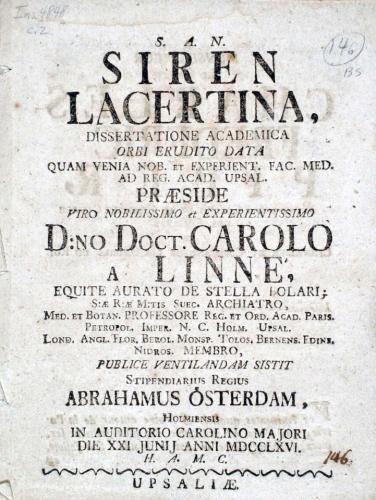 S. A. N.
SIREN
LACERTINA,
DISSERTATIONE ACADEMICA
ORBI ERUDITO DATA
QUAM VENIA NOB. ET EXPERIENT. FAC. MED.
AD REG. ACAD. UPSAL.
PRÆSIDE
VIRO NOBILISSIMO et EXPERIENTISSIMO
D:NO DOCT. CAROLO
A LINNÉ,
EQUITE AURATO DE STELLA POLARI;
S:Æ R:Æ M:TIS SUEC. ARCHIATRO,
MED. ET BOTAN. PROFESSORE REG. ET ORD. ACAD. PARIS.
PETROPOL. IMPER. N. C. HOLM. UPSAL.
LOND. ANGL. FLOR. BEROL. MONSP. TOLOS. BERNENS. EDINB.
NIDROS. MEMBRO,
PUBLICE VENTILANDAM SISTIT
STIPENDIARIUS REGIUS
ABRAHAMUS ÖSTERDAM,
HOLMIENSIS
IN AUDITORIO CAROLINO MAJORI
DIE XXI JUNIJ ANNI MDCCLXVI.
H. A. M. C.
146.
UPSALIÆ.
146
c.2